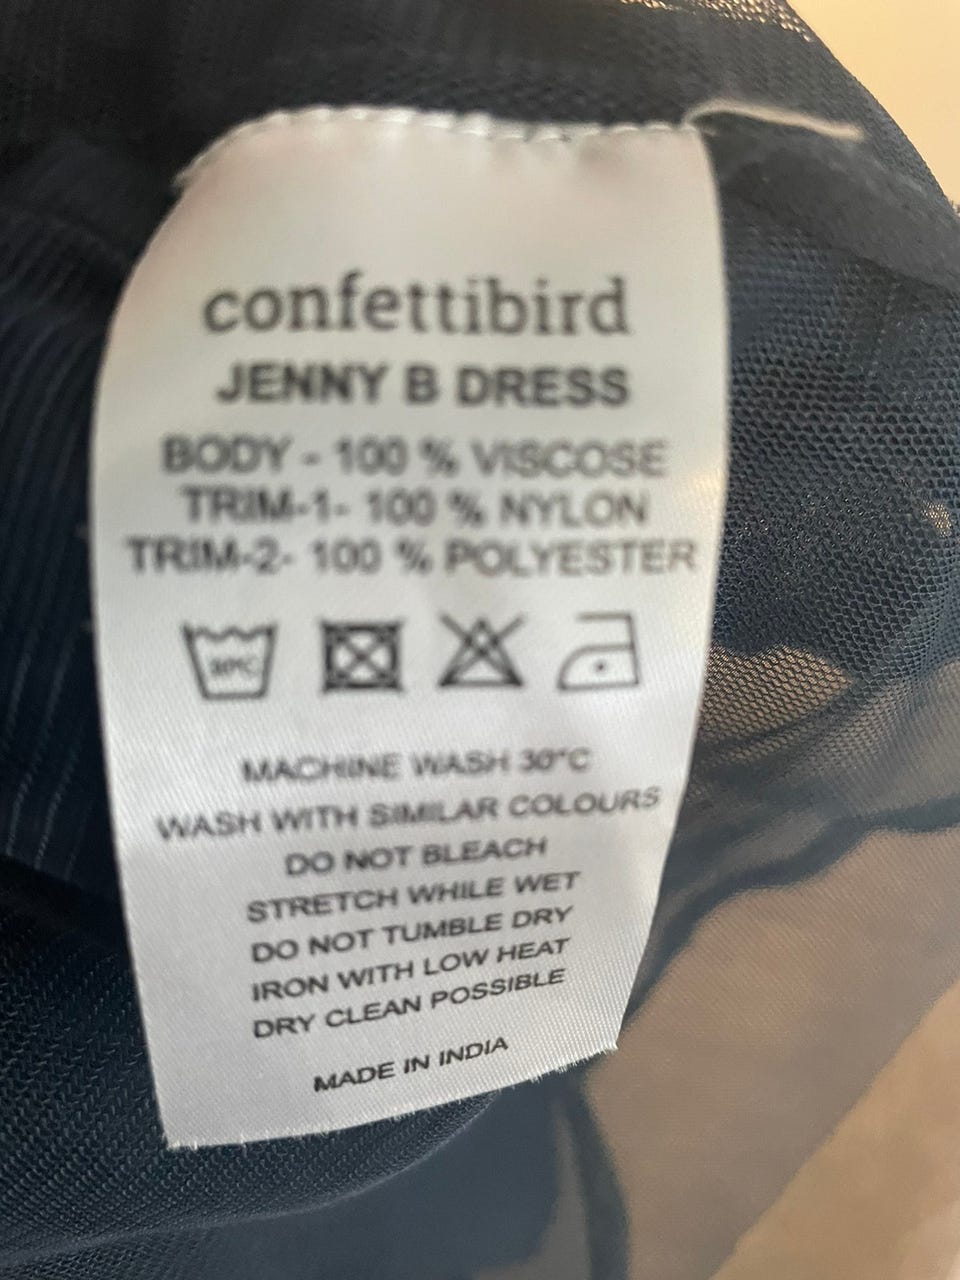 confettibird
JENNY B DRESS
BODY - 100 % VISCOSE
TRIM-1- 100 % NYLON
TRIM-2- 100 % POLYESTER
MACHINE WASH 30°C
WASH WITH SIMILAR COLOURS
DO NOT BLEACH
STRETCH WHILE WET
DO NOT TUMBLE DRY
IRON WITH LOW HEAT
DRY CLEAN POSSIBLE
MADE IN INDIA